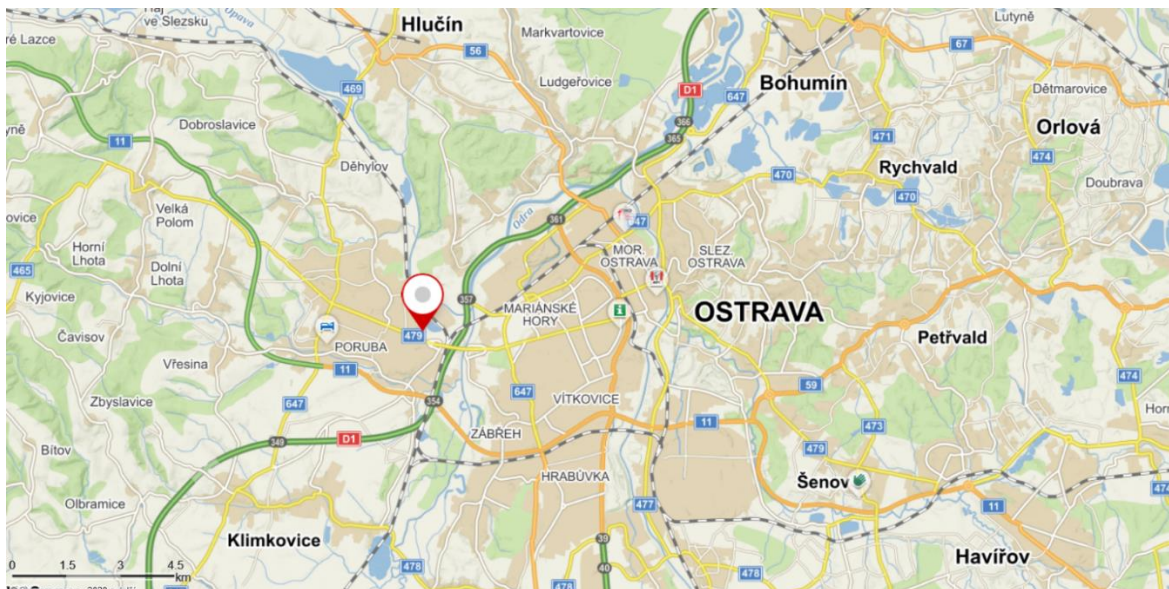 Háj
ve Slezsku
Opava
Hlučín
Markvartovice
Lutyně
56
67
D1
Bohumín
469
Ludgeřovice
647
Dětmarovice
366
Dobroslavice
365
471
Orlová
11
474
Děhylov
Rychvald
470
470
Doubrava
Velká
Polom
Odra
361
Horní
Lhota
MOR.
OSTRAVA
SLEZ.
OSTRAVA
465
Dolní
Lhota
Kyjovice
357
MARIÁNSKÉ
HORY
OSTRAVA
Čavisov
479
Petřvald
PORUBA
Vřesina
11
59
474
647
647
VÍTKOVICE
Zbyslavice
354
11
473
D1
349
ZÁBŘEH
479
Bítov
HRABŮVKA
Šenov
Olbramice
477
11
474
Klimkovice
39
Havířov
0 1.5 3 4.5
km
478
40
478
478